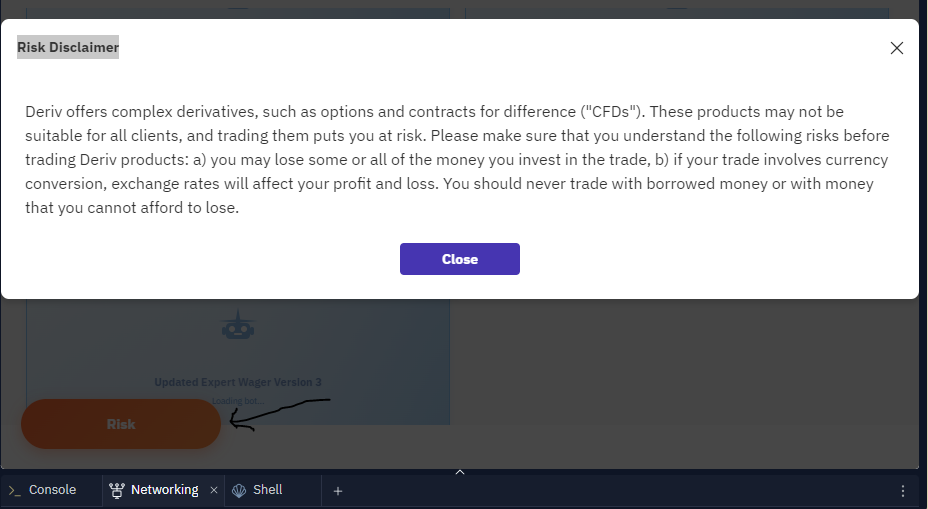 Risk Disclaimer
Deriv offers complex derivatives, such as options and contracts for difference ("CFDs"). These products may not be
suitable for all clients, and trading them puts you at risk. Please make sure that you understand the following risks before
trading Deriv products: a) you may lose some or all of the money you invest in the trade, b) if your trade involves currency
conversion, exchange rates will affect your profit and loss. You should never trade with borrowed money or with money
that you cannot afford to lose.
Close
Updated Expert Wager Version 3
Loading bot...
Risk
Console
Networking
Shell